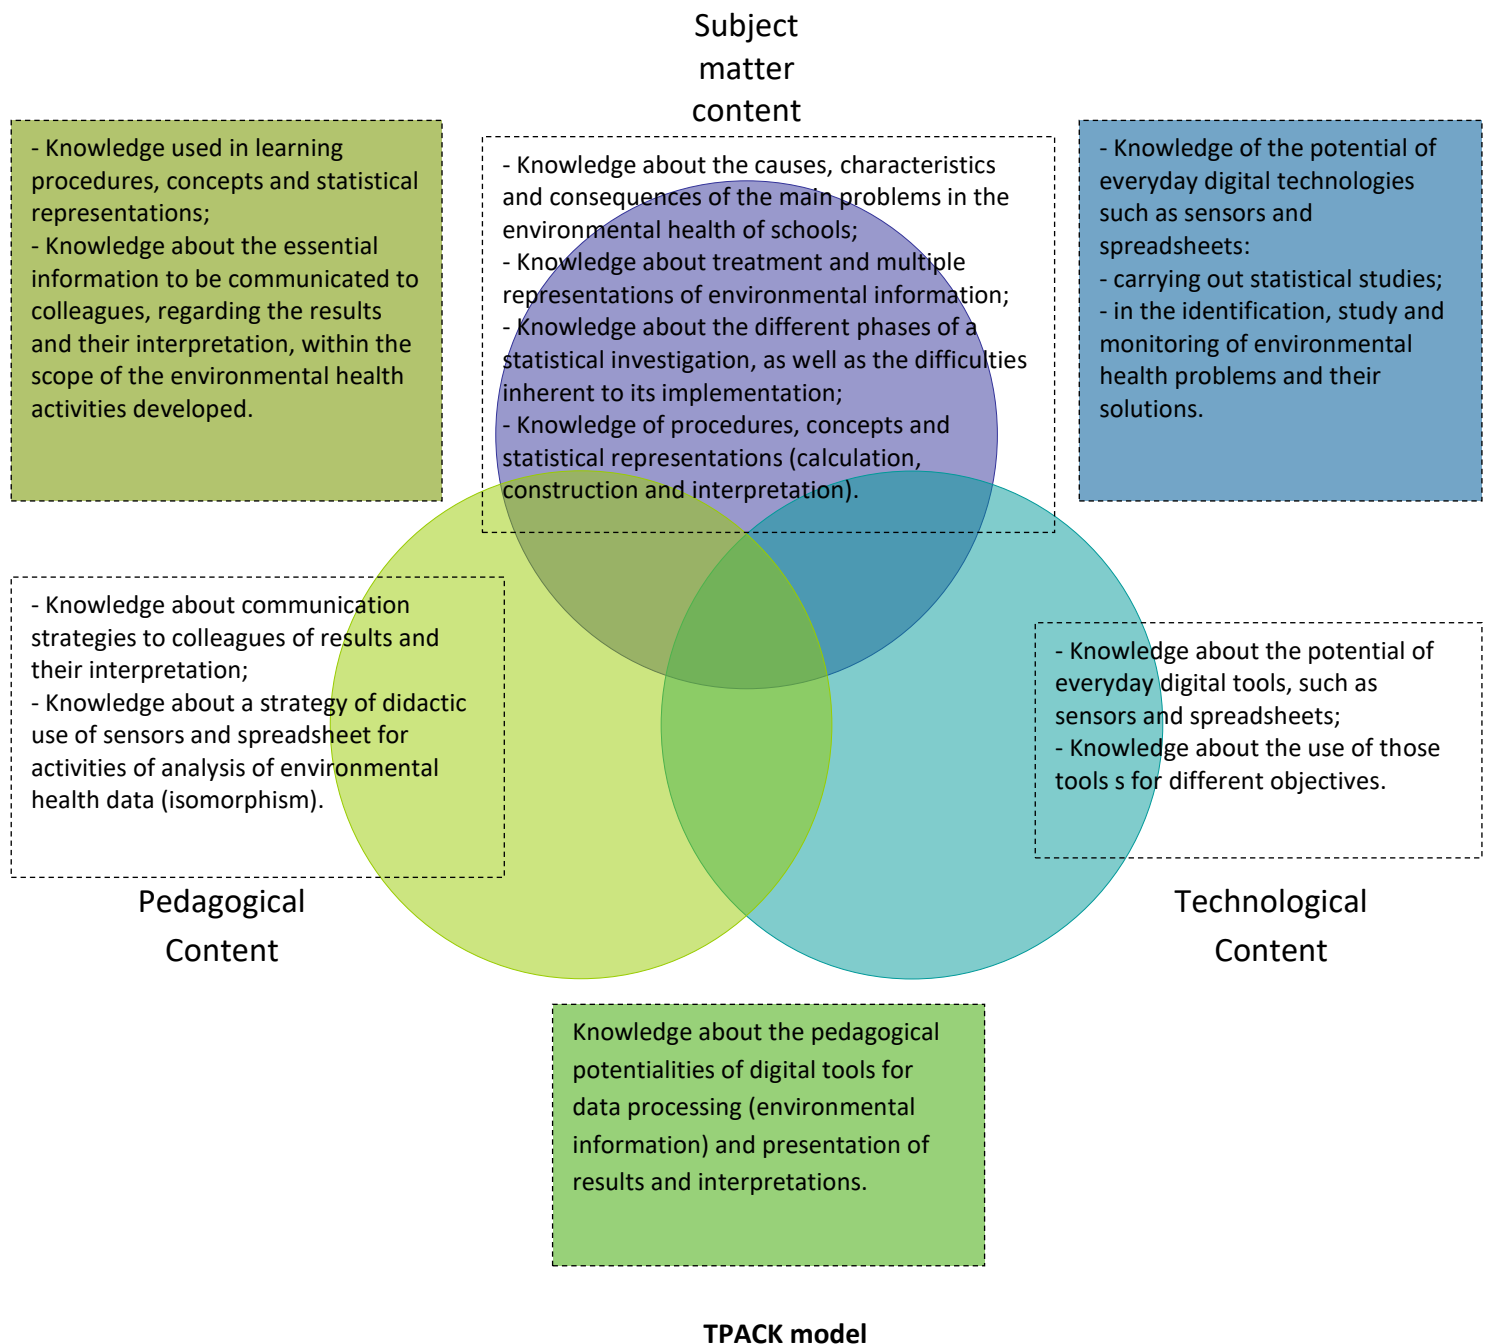 Subject
matter
content
- Knowledge used in learning
procedures, concepts and statistical
representations;
- Knowledge about the essential
information to be communicated to
colleagues, regarding the results
and their interpretation, within the
scope of the environmental health
activities developed.
- Knowledge about the causes, characteristics
and consequences of the main problems in the
environmental health of schools;
- Knowledge about treatment and multiple
representations of environmental information;
- Knowledge about the different phases of a
statistical investigation, as well as the difficulties
inherent to its implementation;
- Knowledge of procedures, concepts and
statistical representations (calculation,
construction and interpretation).
- Knowledge of the potential of
everyday digital technologies
such as sensors and
spreadsheets:
- carrying out statistical studies;
- in the identification, study and
monitoring of environmental
health problems and their
solutions.
- Knowledge about communication
strategies to colleagues of results and
their interpretation;
- Knowledge about a strategy of didactic
use of sensors and spreadsheet for
activities of analysis of environmental
health data (isomorphism).
- Knowledge about the potential of
everyday digital tools, such as
sensors and spreadsheets;
- Knowledge about the use of those
tools s for different objectives.
Pedagogical
Content
Technological
Content
Knowledge about the pedagogical
potentialities of digital tools for
data processing (environmental
information) and presentation of
results and interpretations.
TPACK model